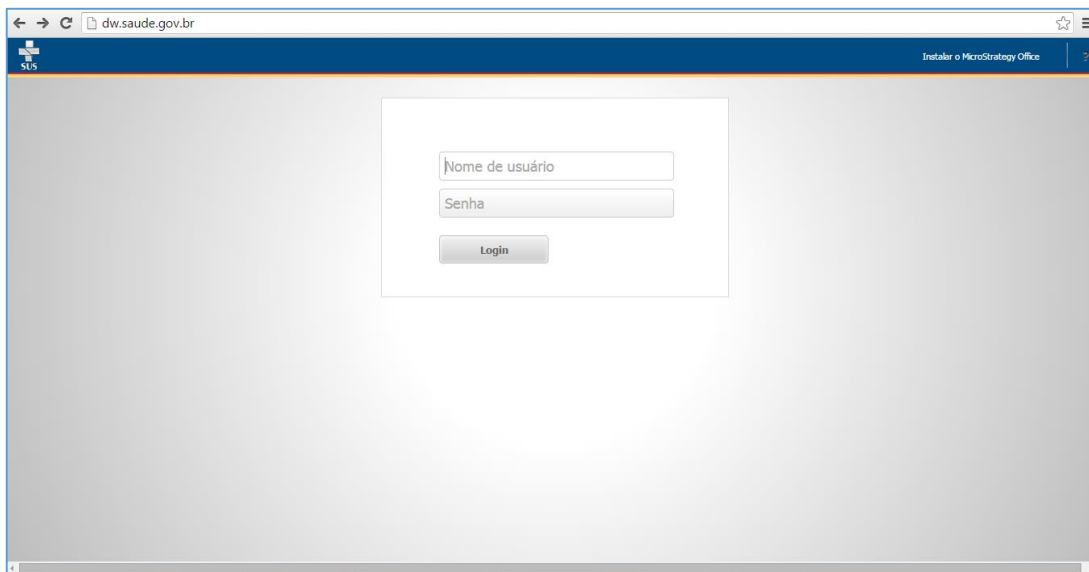 dw.saude.gov.br
SUS
Instalar o MicroStrategy Office
?
Nome de usuário
Senha
Login